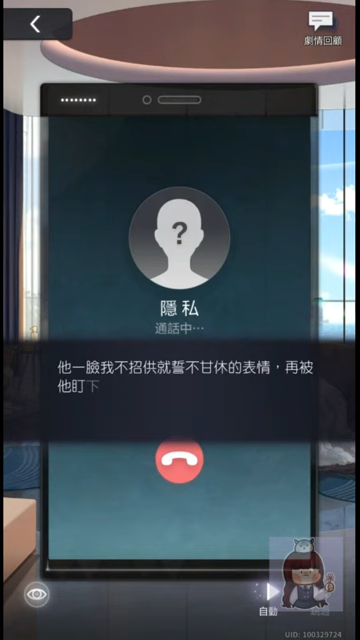 劇情回顧
隱私
通話中…
他一臉我不招供就誓不甘休的表情,再被
他盯下
自動
UID: 100329724